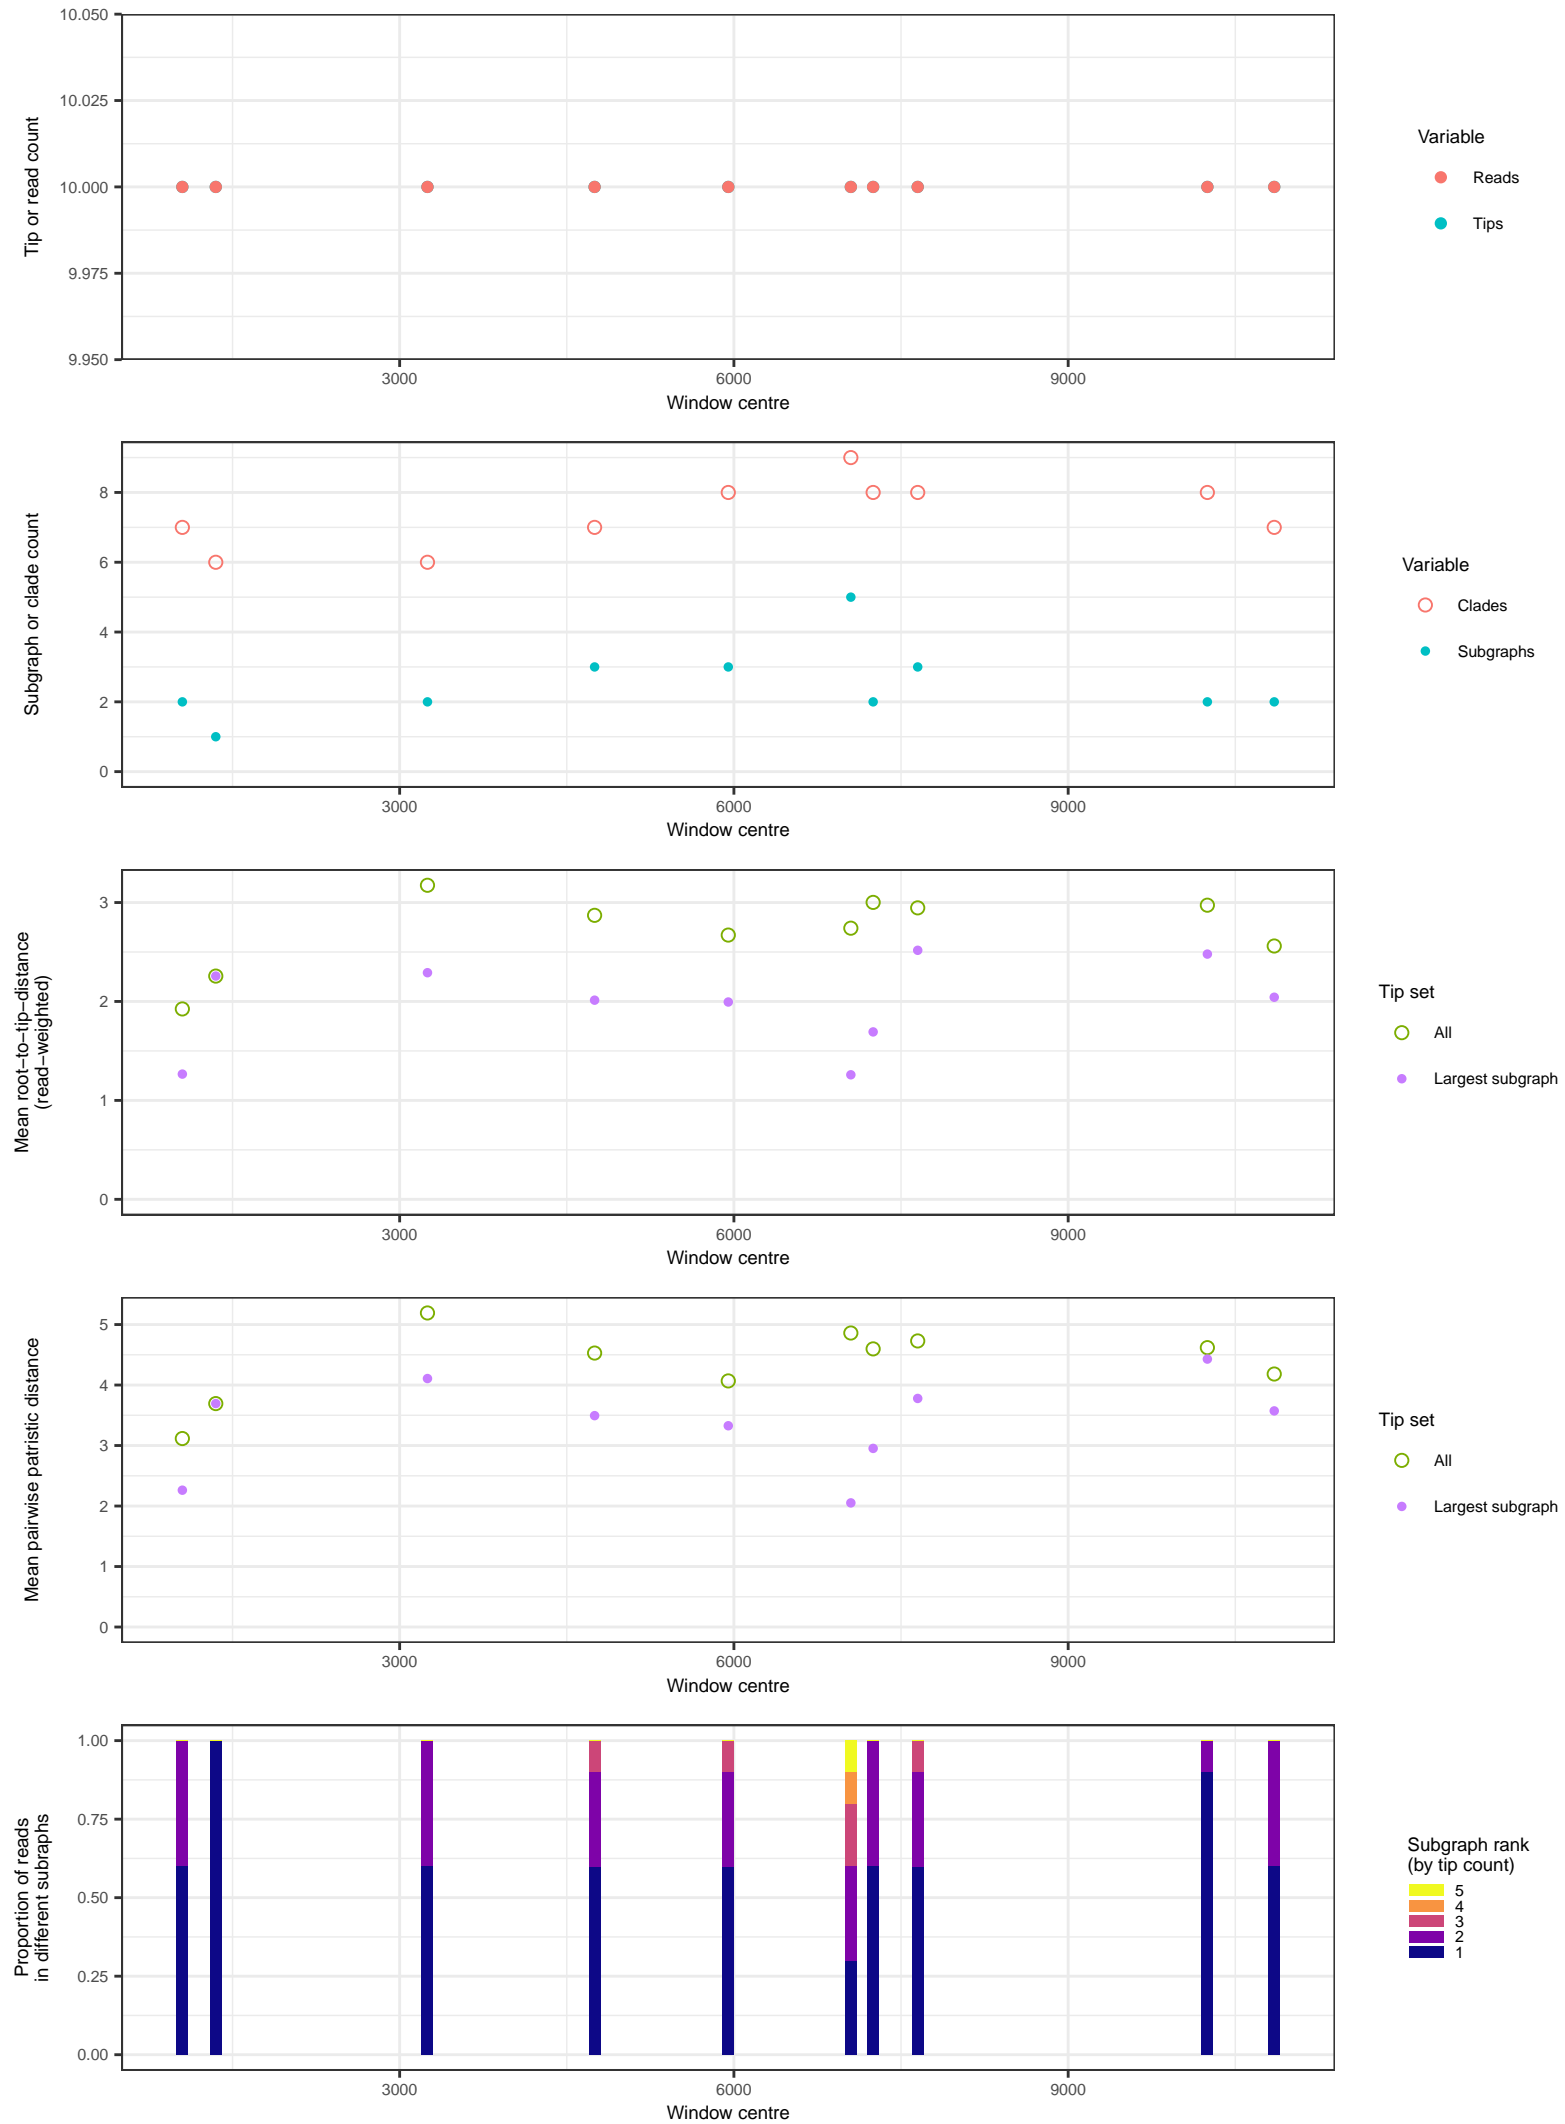 10.050
10.025
10.000
9.975
9.950
Tip or read count
3000 6000 9000
Window centre
Variable
Reads
Tips
8
6
4
2
0
Subgraph or clade count
3000 6000 9000
Window centre
Variable
Clades
Subgraphs
3
2
1
0
Mean root−to−tip−distance
(read−weighted)
3000 6000 9000
Window centre
Tip set
All
Largest subgraph
5
4
3
2
1
0
Mean pairwise patristic distance
3000 6000 9000
Window centre
Tip set
All
Largest subgraph
1.00
0.75
0.50
0.25
0.00
Proportion of reads
in different subraphs
3000 6000 9000
Window centre
Subgraph rank
(by tip count)
5
4
3
2
1